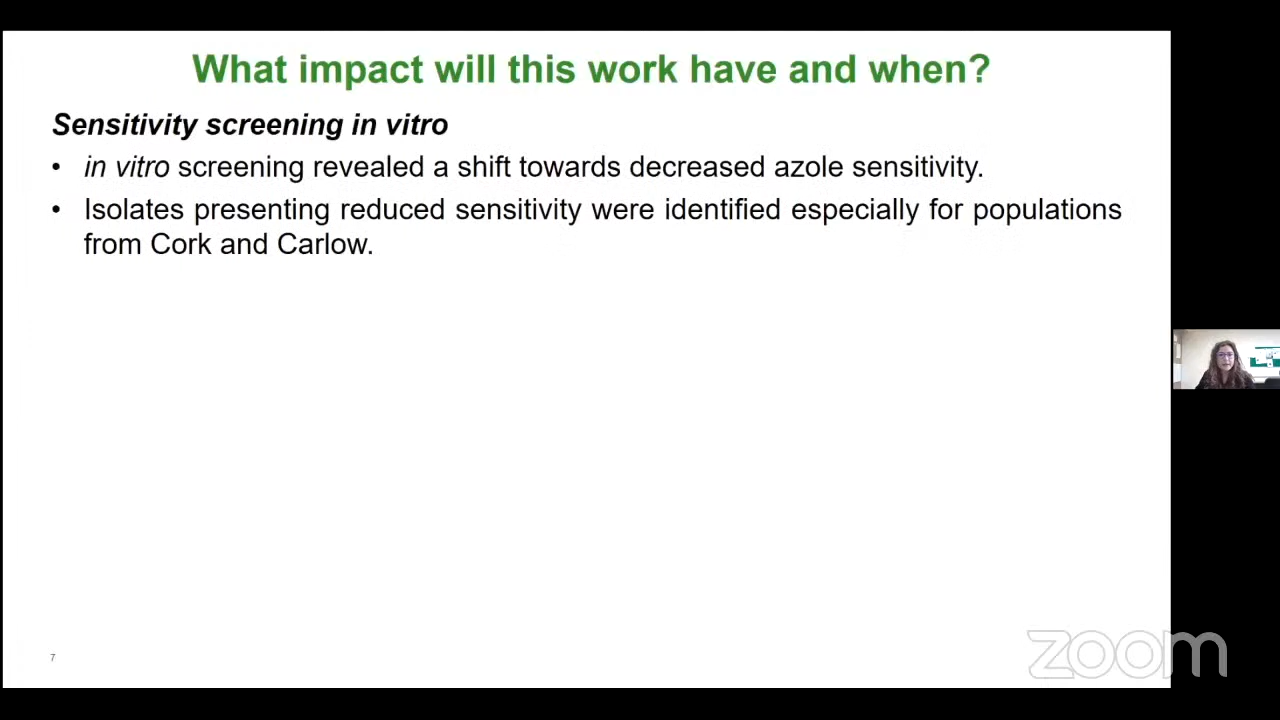 What impact will this work have and when?
Sensitivity screening in vitro
• in vitro screening revealed a shift towards decreased azole sensitivity.
• Isolates presenting reduced sensitivity were identified especially for populations
from Cork and Carlow.
7
zoom